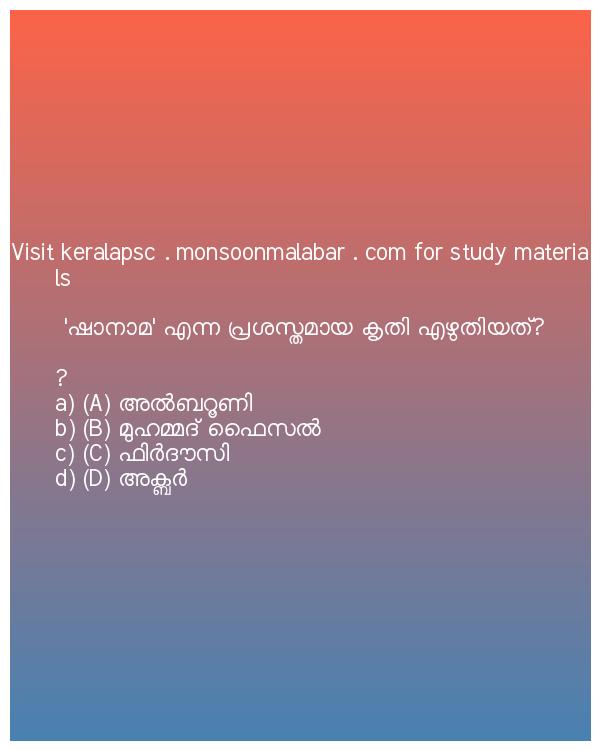 Visit keralapsc . monsoonmalabar . com for study materia
ls
'ഷാനാമ' എന്ന പ്രശസ്തമായ കൃതി എഴുതിയത്?
?
a) (A) അൽബറൂണി
b) (B) മുഹമ്മദ് ഫൈസൽ
c) (C) ഫിർദൗസി
d) (D) അക്ബർ